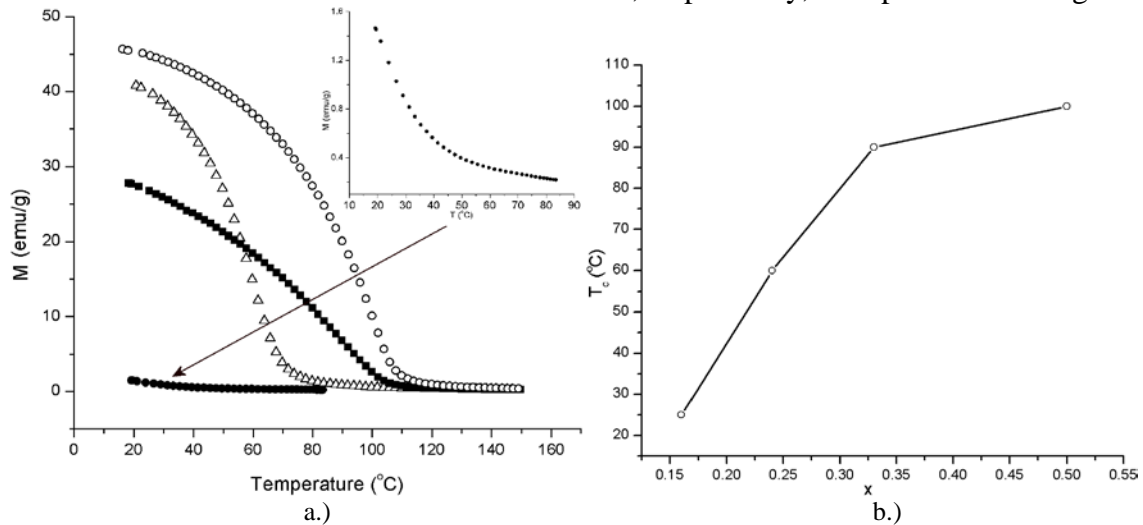 , respectively, 
50
40
30
20
10
0
M (emu/g)
0 20 40 60 80 100 120 140 160
Temperature (°C)
a.)
1.6
1.2
0.8
0.4
M (emu/g)
10 20 30 40 50 60 70 80 90
T (°C)
b.)
110
100
90
80
70
60
50
40
30
20
Tc (°C)
0.15 0.20 0.25 0.30 0.35 0.40 0.45 0.50 0.55
x
b.)